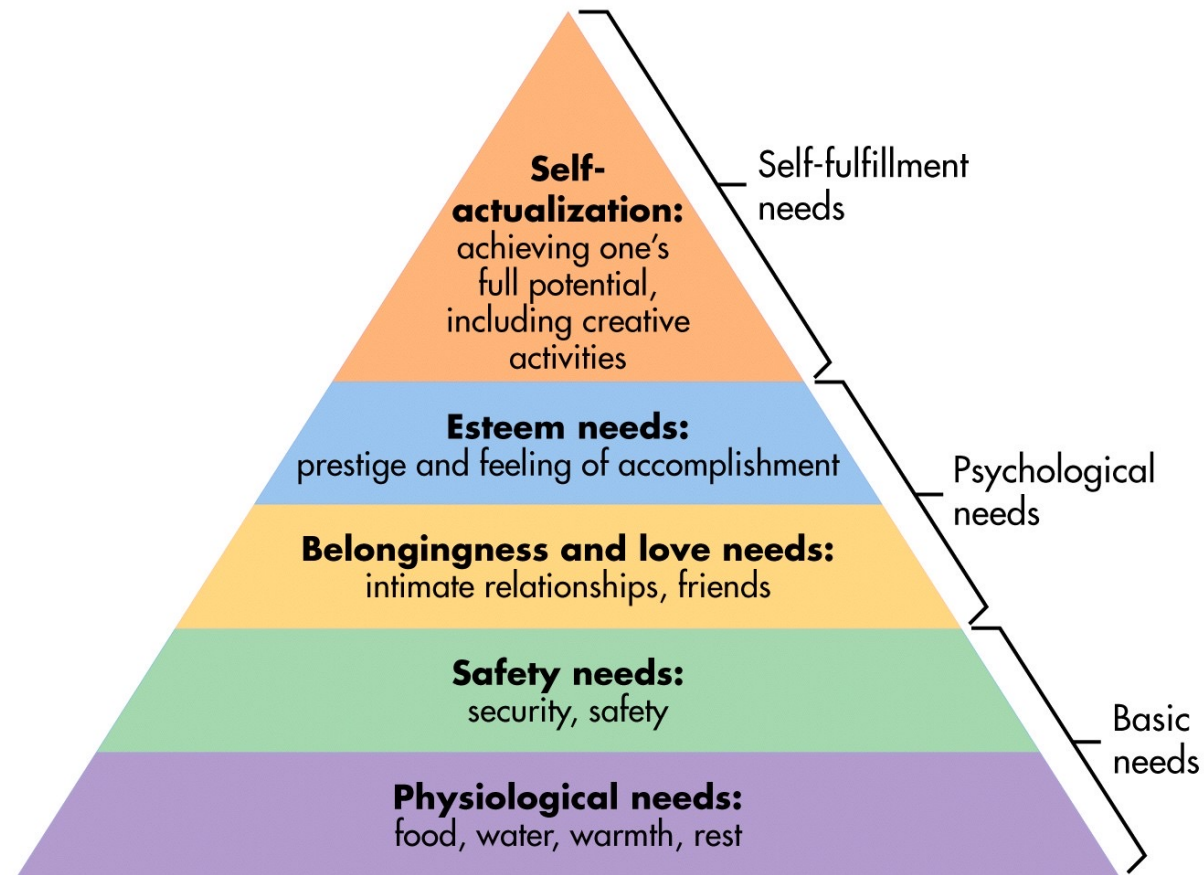 Self-
actualization:
achieving one's
full potential,
including creative
activities
Self-fulfillment
needs
Esteem needs:
prestige and feeling of accomplishment
Psychological
needs
Belongingness and love needs:
intimate relationships, friends
Safety needs:
security, safety
Basic
needs
Physiological needs:
food, water, warmth, rest